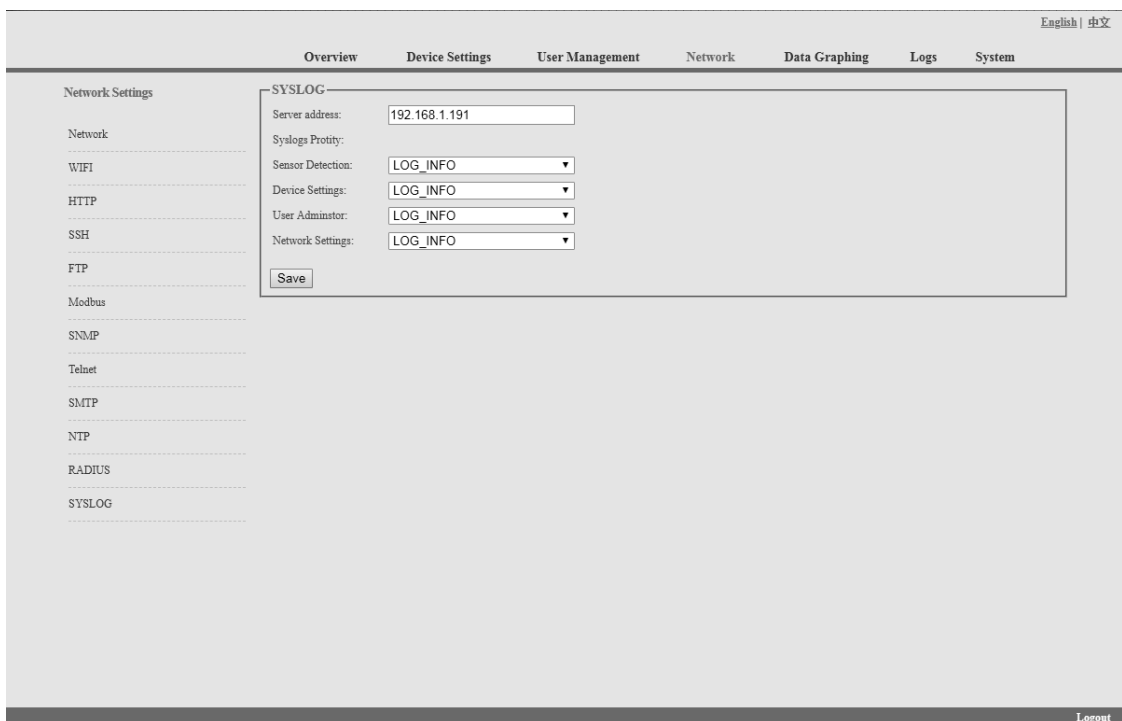 English | 中文
Overview Device Settings User Management Network Data Graphing Logs System
Network Settings
Network
WIFI
HTTP
SSH
FTP
Modbus
SNMP
Telnet
SMTP
NTP
RADIUS
SYSLOG
SYSLOG
Server address: 192.168.1.191
Syslogs Protity:
Sensor Detection: LOG_INFO
Device Settings: LOG_INFO
User Adminstor: LOG_INFO
Network Settings: LOG_INFO
Save
Logout